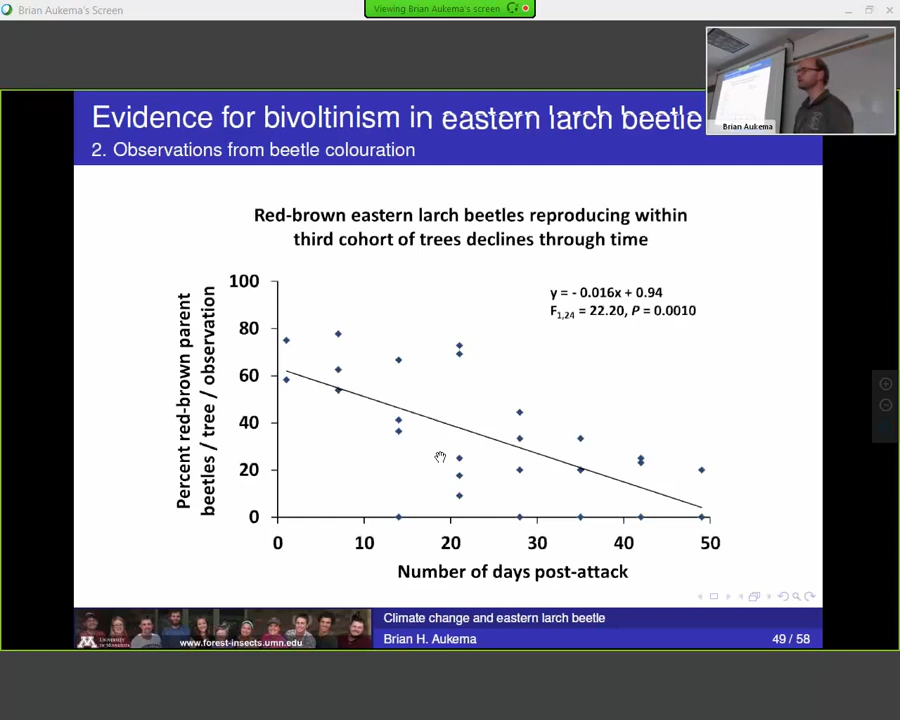 Brian Aukema's Screen
Viewing Brian Aukema's screen
Evidence for bivoltinism in eastern larch beetle
2. Observations from beetle colouration
Brian Aukema
Red-brown eastern larch beetles reproducing within
third cohort of trees declines through time
y = - 0.016x + 0.94
F1,24 = 22.20, P = 0.0010
Percent red-brown parent
beetles / tree / observation
100
80
60
40
20
0
0 10 20 30 40 50
Number of days post-attack
University
of Minnesota
www.forest-insects.umn.edu
Climate change and eastern larch beetle
Brian H. Aukema
49 / 58